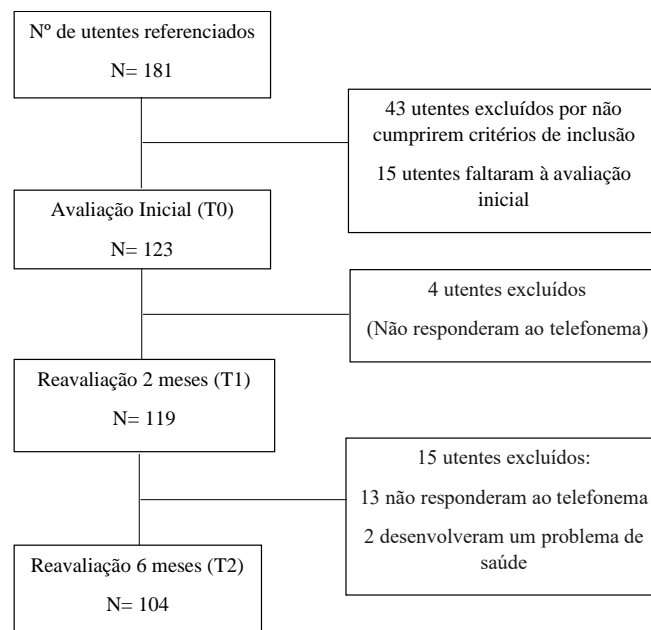 Nº de utentes referenciados
N= 181
43 utentes excluídos por não
cumprirem critérios de inclusão
15 utentes faltaram à avaliação
inicial
Avaliação Inicial (T0)
N= 123
4 utentes excluídos
(Não responderam ao telefonema)
Reavaliação 2 meses (T1)
N= 119
15 utentes excluídos:
13 não responderam ao telefonema
2 desenvolveram um problema de
saúde
Reavaliação 6 meses (T2)
N= 104